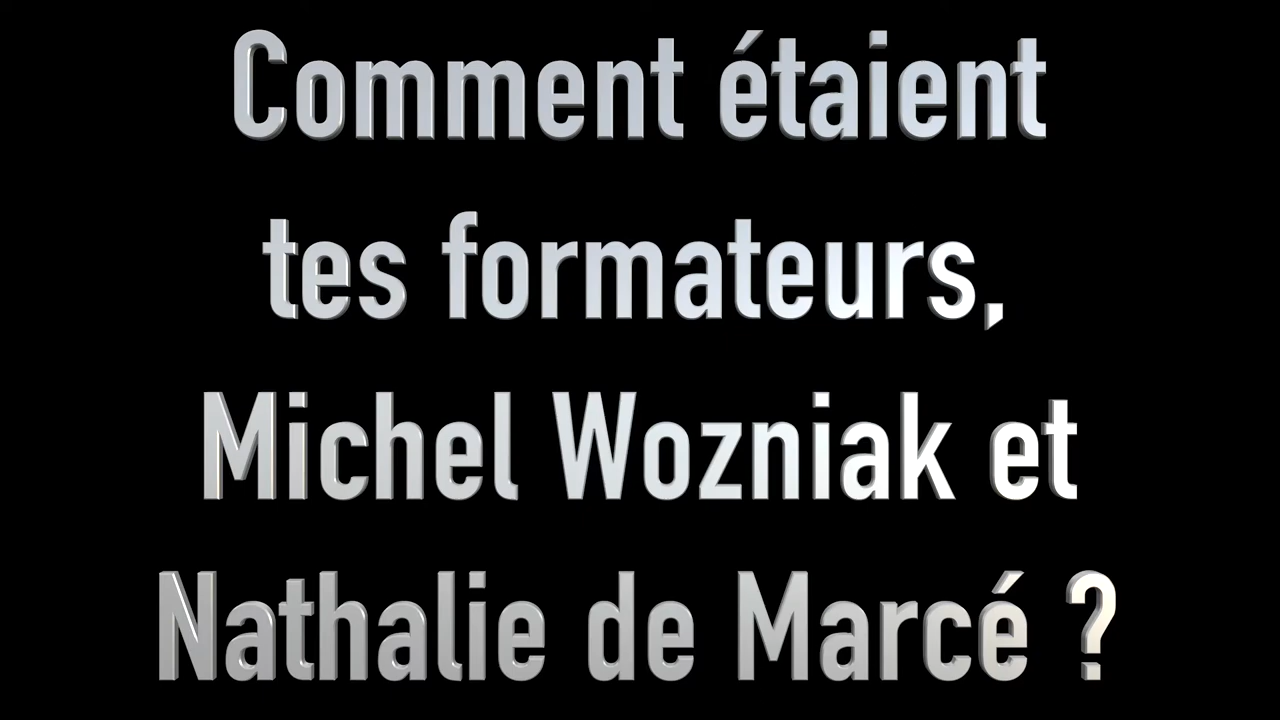 Comment étaient
tes formateurs,
Michel Wozniak et
Nathalie de Marcé ?